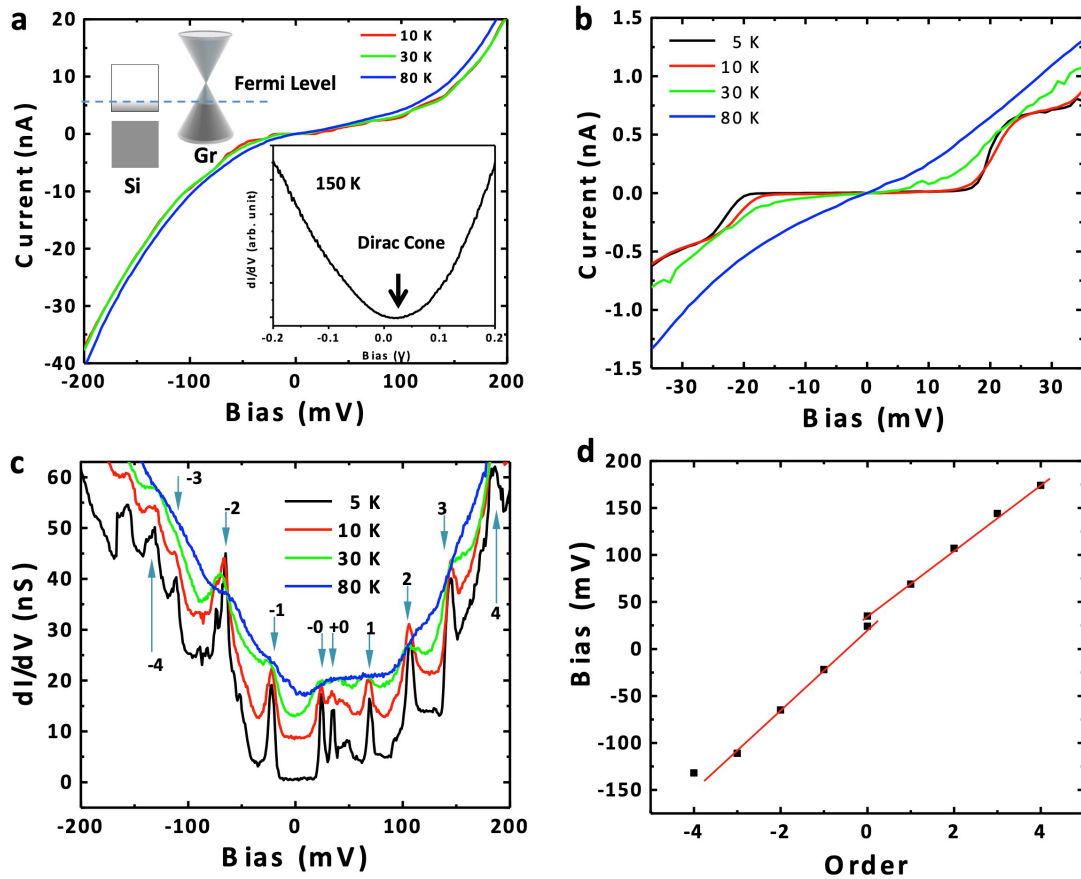 a
20
10
0
-10
-20
-30
-40
Current (nA)
10 K
30 K
80 K
Fermi Level
Si
Gr
150 K
Dirac Cone
dI/dV (arb. unit)
-0.2 -0.1 0.0 0.1 0.2
Bias (V)
-200 -100 0 100 200
Bias (mV)
b
1.5
1.0
0.5
0.0
-0.5
-1.0
-1.5
Current (nA)
5 K
10 K
30 K
80 K
-30 -20 -10 0 10 20 30
Bias (mV)
c
60
50
40
30
20
10
0
dI/dV (nS)
5 K
10 K
30 K
80 K
-4
-3
-2
-1
-0 +0
1
2
3
4
-200 -100 0 100 200
Bias (mV)
d
200
150
100
50
0
-50
-100
-150
Bias (mV)
-4 -2 0 2 4
Order